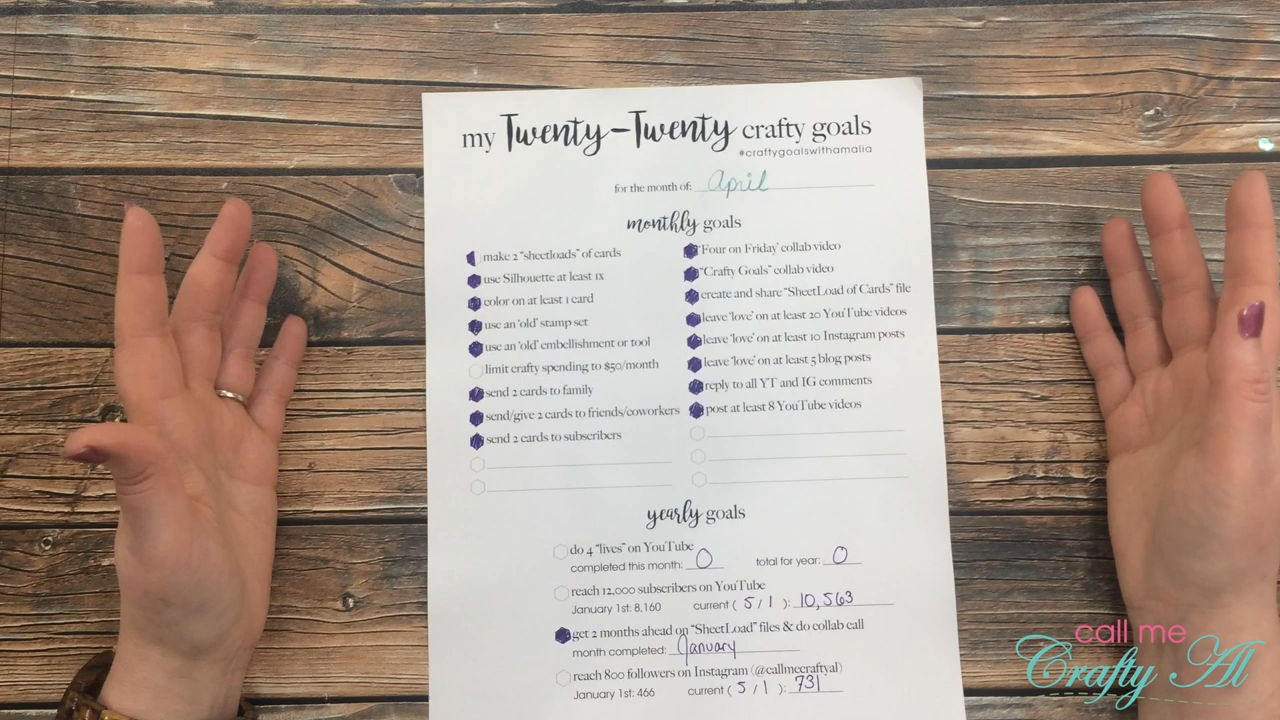 my Twenty-Twenty crafty goals
#craftygoalswithamalia
for the month of: April
monthly goals
make 2 "sheetloads" of cards
use Silhouette at least 1x
color on at least 1 card
use an 'old' stamp set
use an 'old' embellishment or tool
limit crafty spending to $50/month
send 2 cards to family
send/give 2 cards to friends/coworkers
send 2 cards to subscribers
'Four on Friday' collab video
"Crafty Goals" collab video
create and share "SheetLoad of Cards" file
leave 'love' on at least 20 YouTube videos
leave 'love' on at least 10 Instagram posts
leave 'love' on at least 5 blog posts
reply to all YT and IG comments
post at least 8 YouTube videos
yearly goals
do 4 "lives" on YouTube
completed this month: 0 total for year: 0
reach 12,000 subscribers on YouTube
January 1st: 8,160 current ( 5/1 ): 10,563
get 2 months ahead on "SheetLoad" files & do collab call
month completed: January
reach 800 followers on Instagram (@callmecraftyal)
January 1st: 466 current ( 5/1 ): 731
call me
Crafty Al